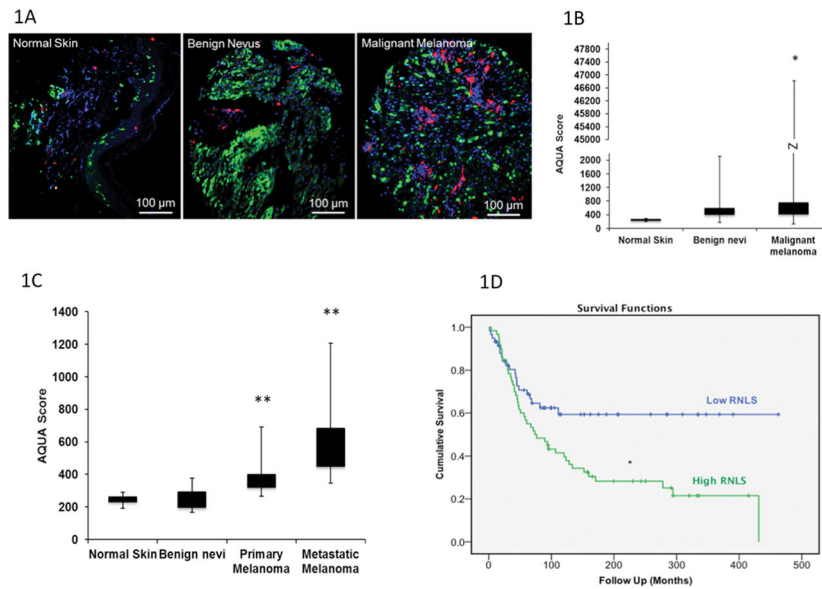 1A
Normal Skin
Benign Nevus
Malignant Melanoma
100 µm
100 µm
100 µm
1B
AQUA Score
47800
47400
47000
46600
46200
45800
45400
45000
2000
1600
1200
800
400
0
*
Z
Normal Skin
Benign nevi
Malignant
melanoma
1C
AQUA Score
1400
1200
1000
800
600
400
200
0
**
**
Normal Skin
Benign nevi
Primary
Melanoma
Metastatic
Melanoma
1D
Survival Functions
Cumulative Survival
1.0
0.8
0.6
0.4
0.2
0.0
Low RNLS
*
High RNLS
0
100
200
300
400
500
Follow Up (Months)